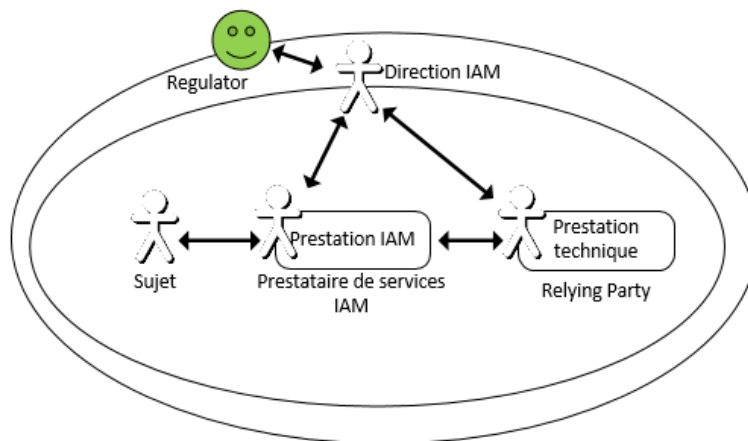 Regulator
Direction IAM
Prestation IAM
Prestation
technique
Sujet
Prestataire de services
IAM
Relying Party